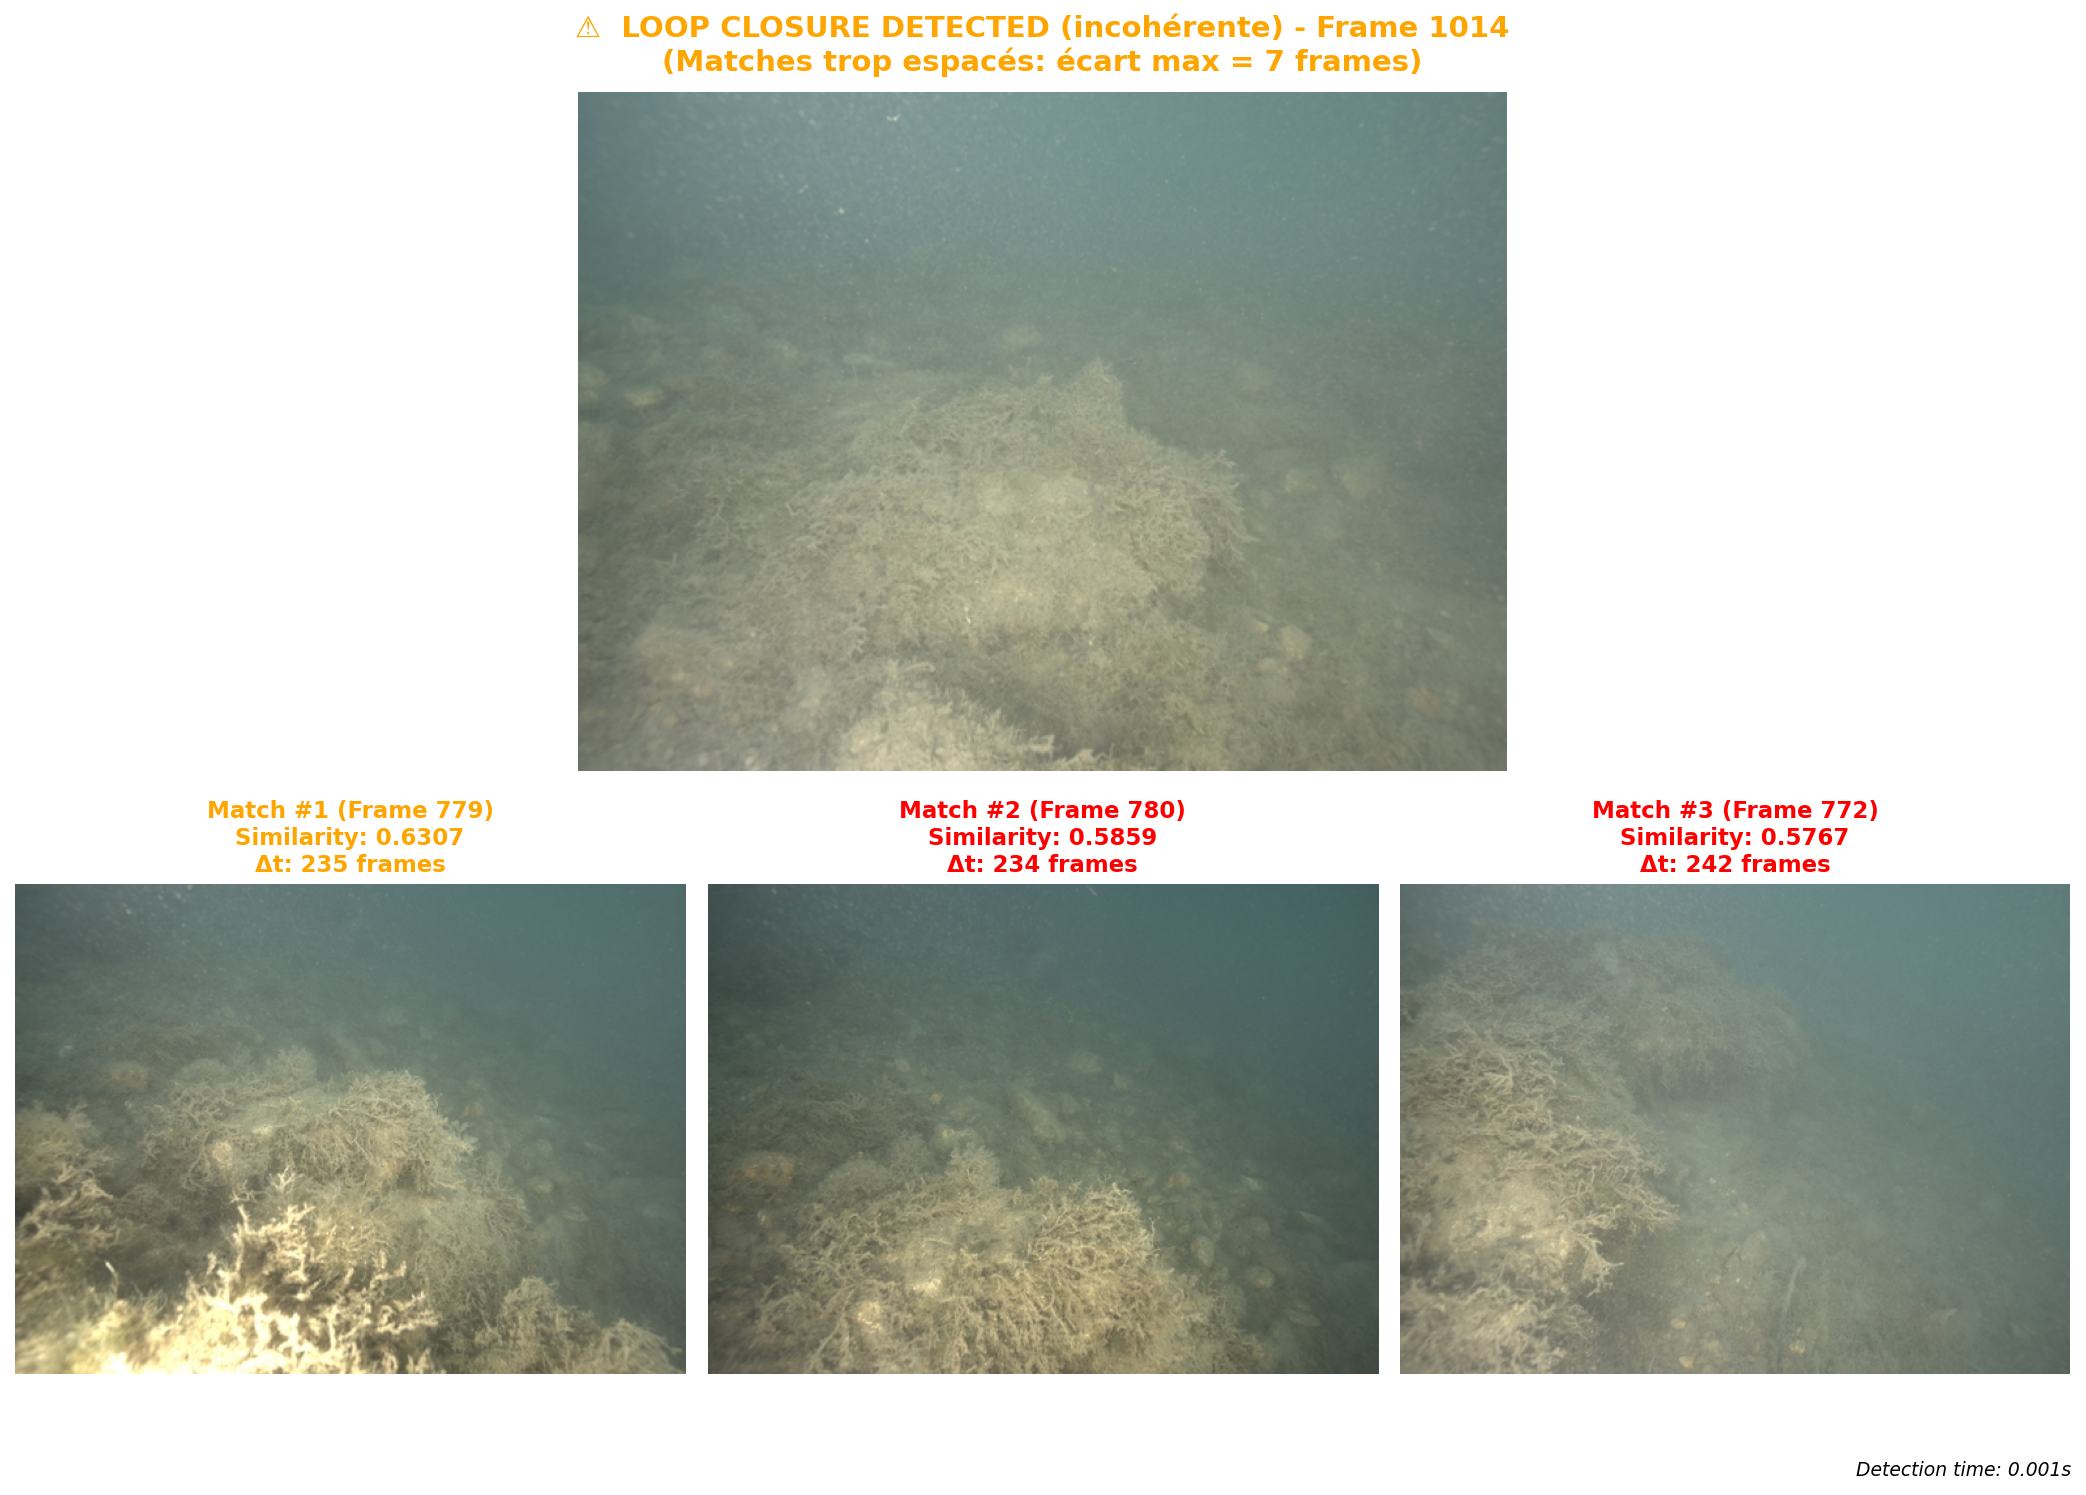 ⚠ LOOP CLOSURE DETECTED (incohérente) - Frame 1014
(Matches trop espacés: écart max = 7 frames)
Match #1 (Frame 779)
Similarity: 0.6307
Δt: 235 frames
Match #2 (Frame 780)
Similarity: 0.5859
Δt: 234 frames
Match #3 (Frame 772)
Similarity: 0.5767
Δt: 242 frames
Detection time: 0.001s